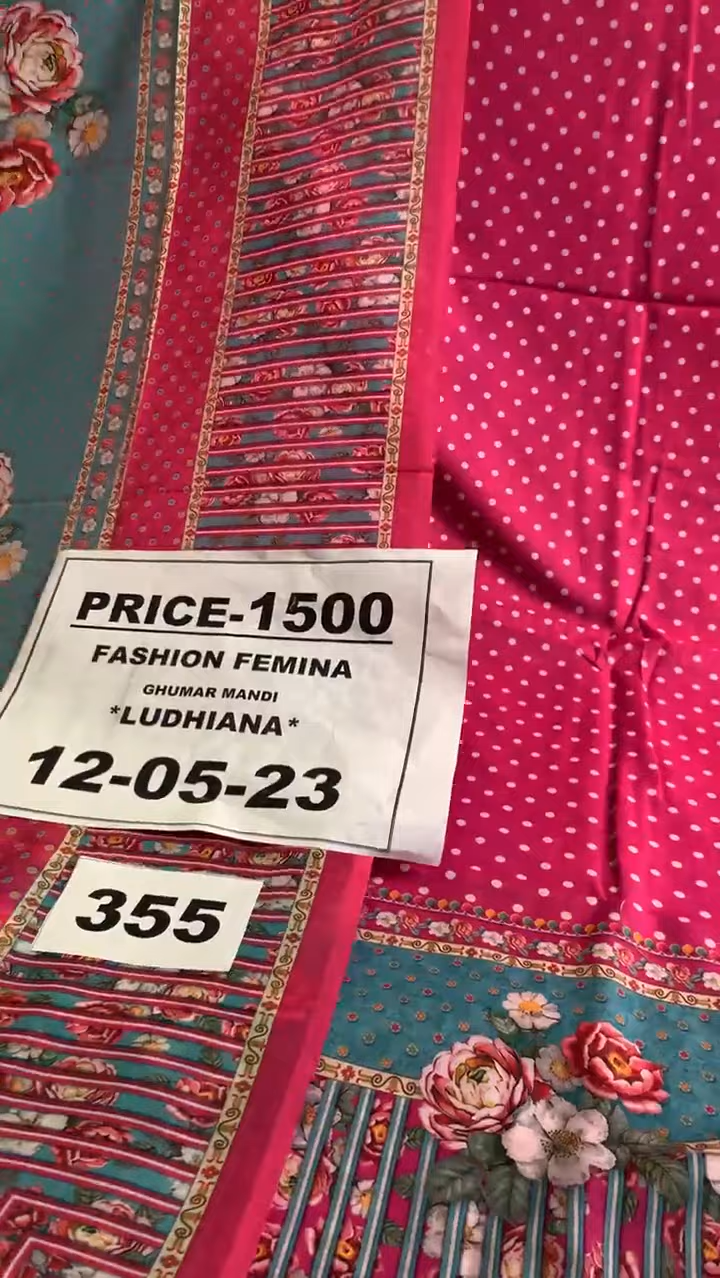 PRICE-1500
FASHION FEMINA
GHUMAR MANDI
*LUDHIANA*
12-05-23
355